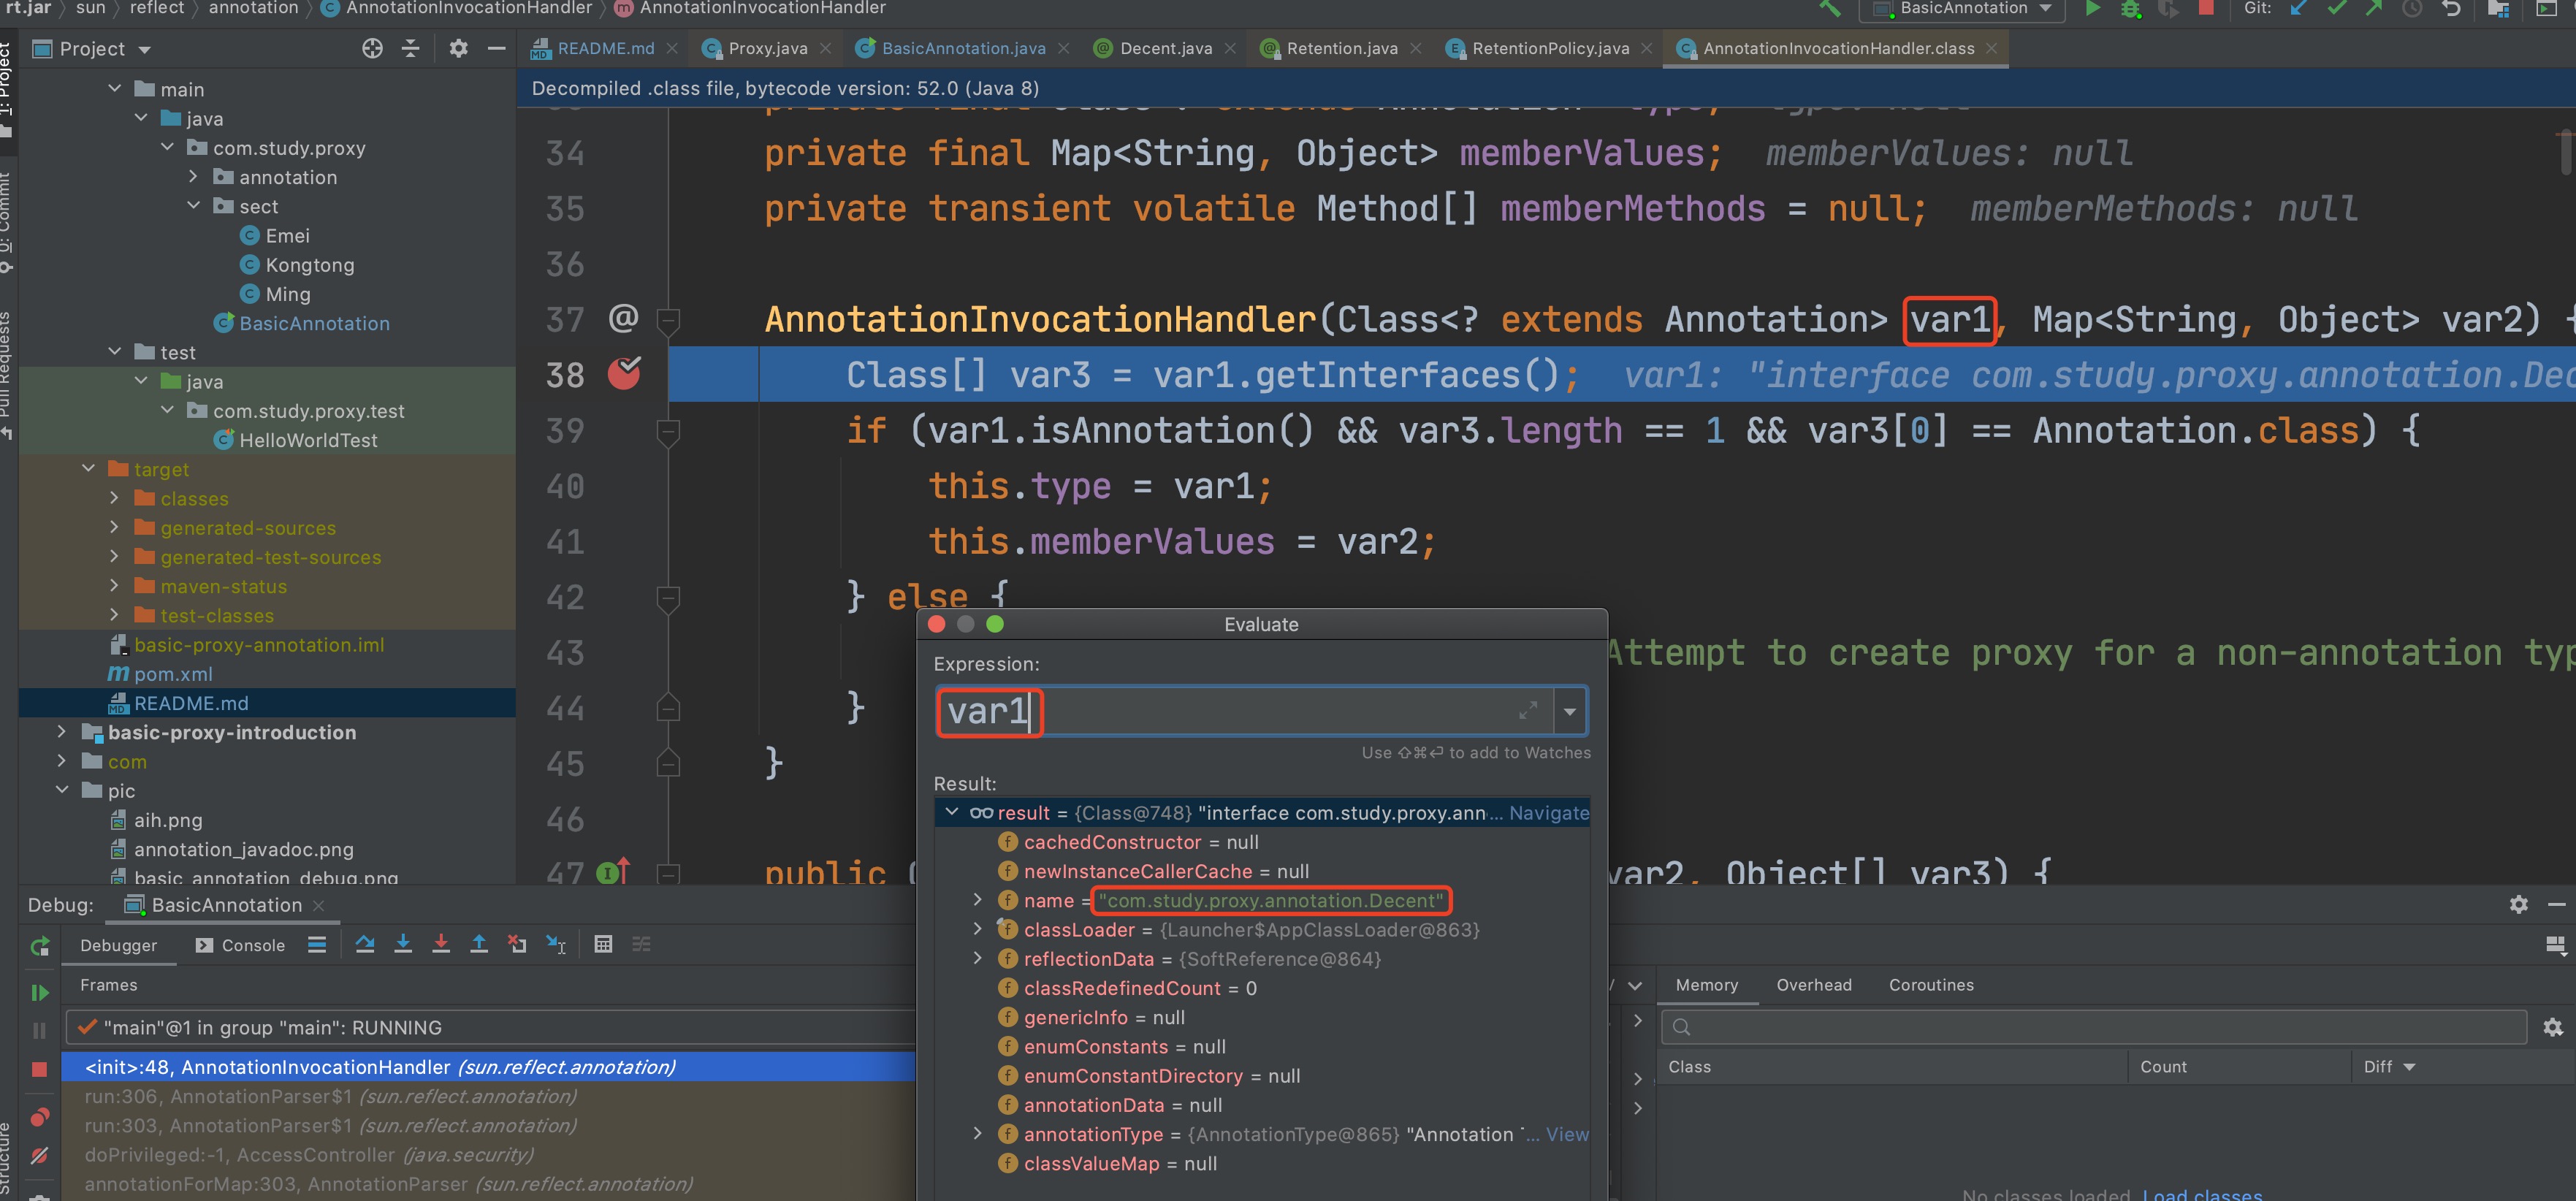 rt.jar sun reflect annotation AnnotationInvocationHandler AnnotationInvocationHandler
BasicAnnotation Git:
1: Project
Project
README.md Proxy.java BasicAnnotation.java Decent.java Retention.java RetentionPolicy.java AnnotationInvocationHandler.class
Decompiled .class file, bytecode version: 52.0 (Java 8)
main
java
com.study.proxy
annotation
sect
Emei
Kongtong
Ming
BasicAnnotation
test
java
com.study.proxy.test
HelloWorldTest
target
classes
generated-sources
generated-test-sources
maven-status
test-classes
basic-proxy-annotation.iml
pom.xml
README.md
basic-proxy-introduction
com
pic
aih.png
annotation_javadoc.png
basic_annotation_debug.png
0: Commit
Pull Requests
Structure
34 private final Map<String, Object> memberValues; memberValues: null
35 private transient volatile Method[] memberMethods = null; memberMethods: null
36
37 @ AnnotationInvocationHandler(Class<? extends Annotation> var1, Map<String, Object> var2) {
38 Class[] var3 = var1.getInterfaces(); var1: "interface com.study.proxy.annotation.Dec
39 if (var1.isAnnotation() && var3.length == 1 && var3[0] == Annotation.class) {
40 this.type = var1;
41 this.memberValues = var2;
42 } else {
43 Attempt to create proxy for a non-annotation typ
44 }
45 }
46
47 public var2, Object[] var3) {
Evaluate
Expression:
var1
Use ⇧⌘⏎ to add to Watches
Result:
result = {Class@748} "interface com.study.proxy.ann... Navigate
cachedConstructor = null
newInstanceCallerCache = null
name = "com.study.proxy.annotation.Decent"
classLoader = {Launcher$AppClassLoader@863}
reflectionData = {SoftReference@864}
classRedefinedCount = 0
genericInfo = null
enumConstants = null
enumConstantDirectory = null
annotationData = null
annotationType = {AnnotationType@865} "Annotation ... View
classValueMap = null
Debug: BasicAnnotation
Debugger Console
Frames
"main"@1 in group "main": RUNNING
<init>:48, AnnotationInvocationHandler (sun.reflect.annotation)
run:306, AnnotationParser$1 (sun.reflect.annotation)
run:303, AnnotationParser$1 (sun.reflect.annotation)
doPrivileged:-1, AccessController (java.security)
annotationForMap:303, AnnotationParser (sun.reflect.annotation)
Memory Overhead Coroutines
Class Count Diff
No classes loaded. Load classes